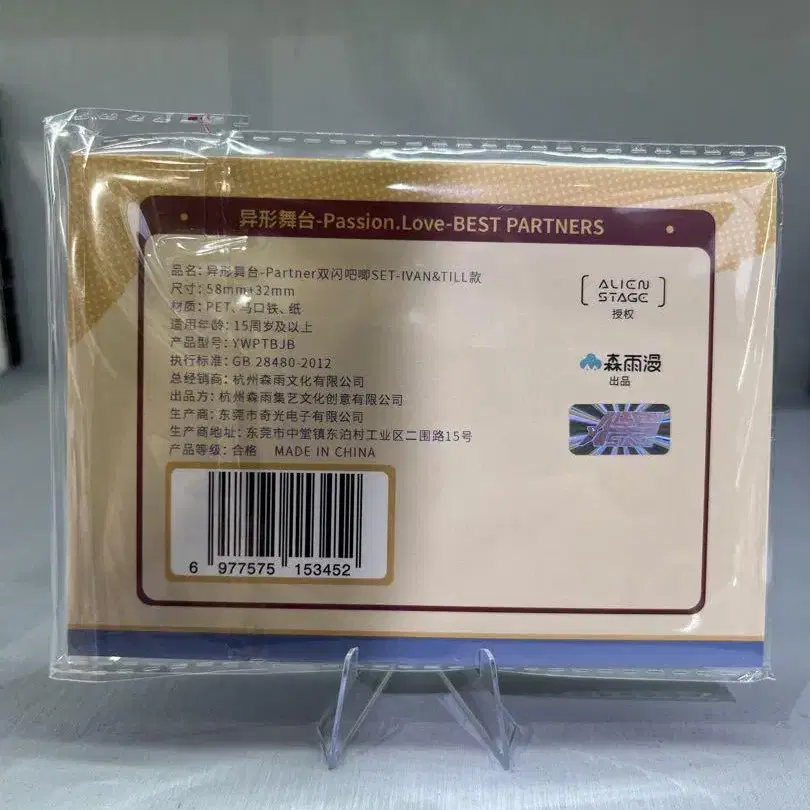 异形舞台-Passion.Love-BEST PARTNERS
品名: 异形舞台-Partner双闪吧唧SET-IVAN&TILL款
尺寸: 58mm+32mm
材质: PET、马口铁、纸
适用年龄: 15周岁及以上
产品型号: YWPTBJB
执行标准: GB 28480-2012
总经销商: 杭州森雨文化有限公司
出品方: 杭州森雨集艺文化创意有限公司
生产商: 东莞市奇光电子有限公司
生产商地址: 东莞市中堂镇东泊村工业区二围路15号
产品等级: 合格 MADE IN CHINA
6 977575 153452
ALIEN
STAGE
授权
森雨漫
出品